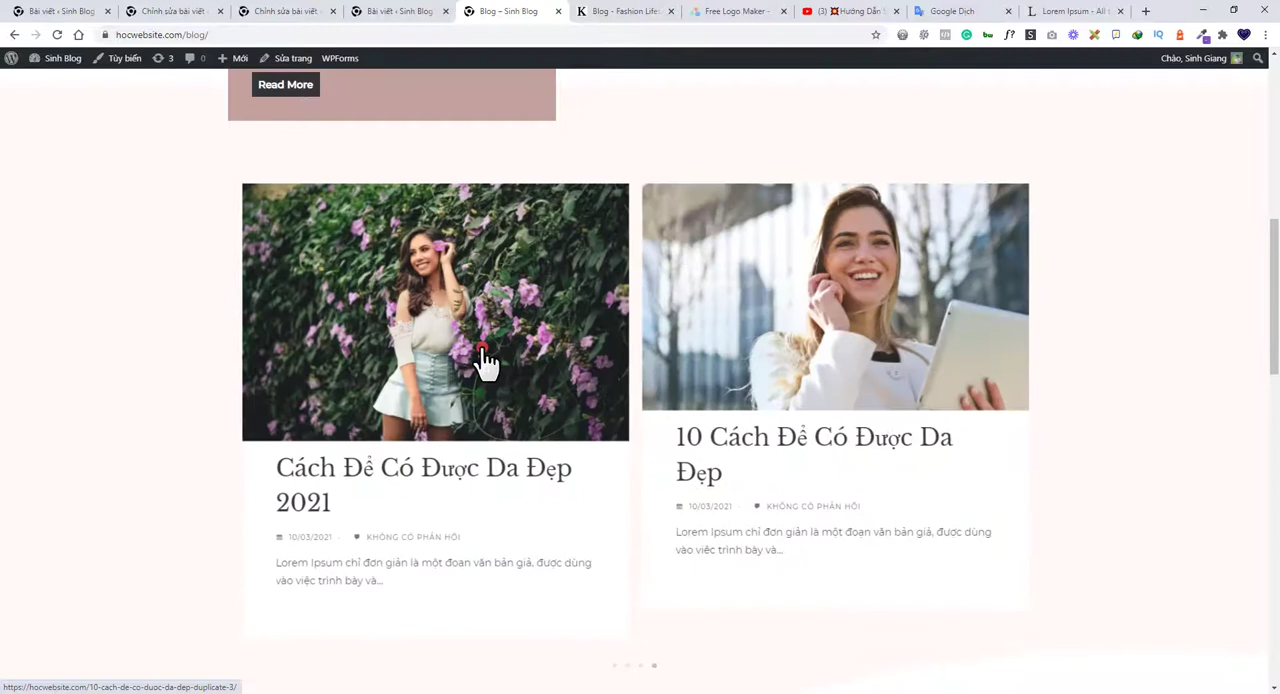 Bài viết ‹ Sinh Blog
Chỉnh sửa bài viết
Chỉnh sửa bài viết
Bài viết ‹ Sinh Blog
Blog – Sinh Blog
Blog - Fashion Lifes
Free Logo Maker -
(3) 💥Hướng Dẫn
Google Dịch
Lorem Ipsum - All
hocwebsite.com/blog/
Sinh Blog
Tùy biến
3
0
Mới
Sửa trang
WPForms
Chào, Sinh Giang
Read More
Cách Để Có Được Da Đẹp
2021
10/03/2021
KHÔNG CÓ PHẢN HỒI
Lorem Ipsum chỉ đơn giản là một đoạn văn bản giả, được dùng
vào việc trình bày và...
10 Cách Để Có Được Da
Đẹp
10/03/2021
KHÔNG CÓ PHẢN HỒI
Lorem Ipsum chỉ đơn giản là một đoạn văn bản giả, được dùng
vào việc trình bày và...
https://hocwebsite.com/10-cach-de-co-duoc-da-dep-duplicate-3/